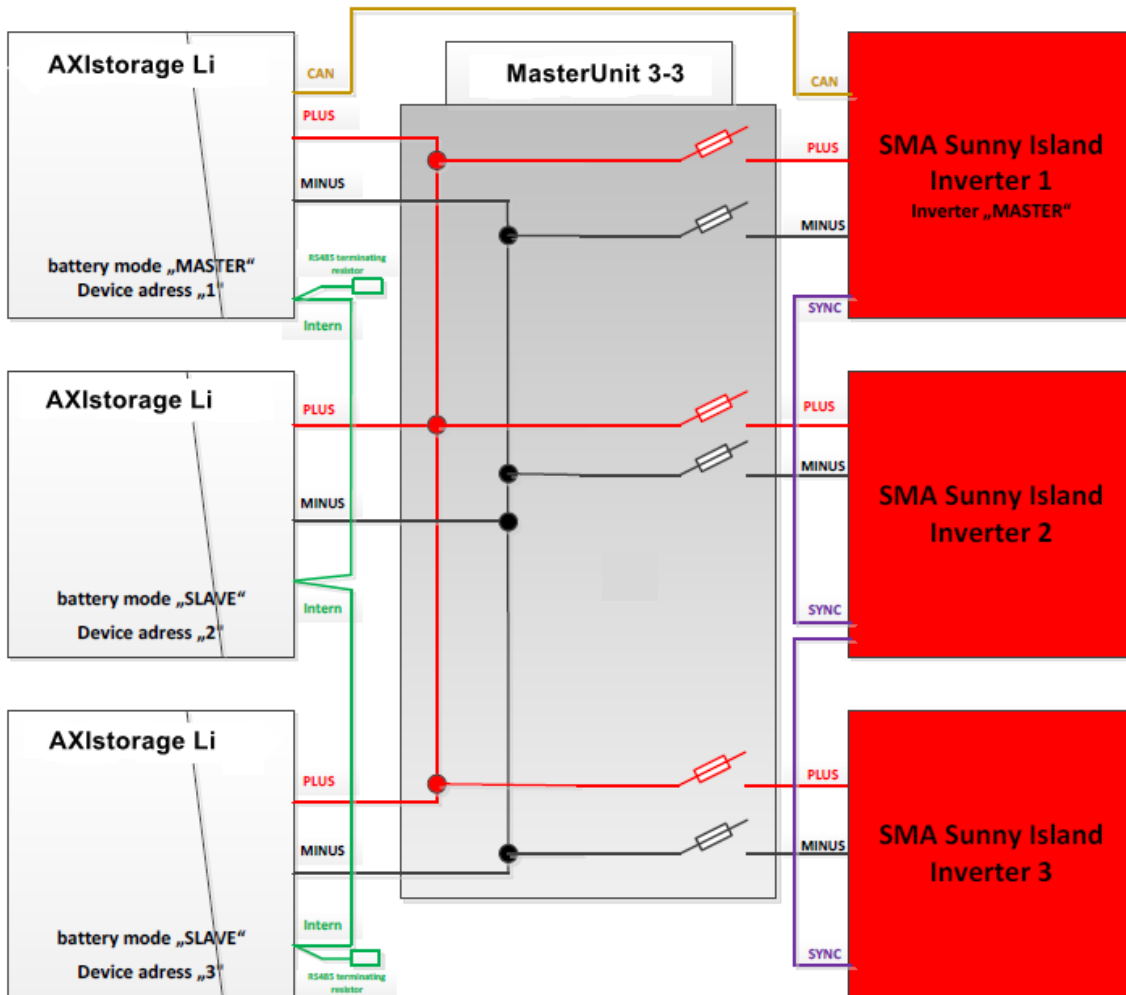 AXIstorage Li
CAN
PLUS
MINUS
battery mode „MASTER“
Device adress „1“
RS485 terminating
resistor
Intern
AXIstorage Li
PLUS
MINUS
Intern
battery mode „SLAVE“
Device adress „2“
AXIstorage Li
PLUS
MINUS
Intern
battery mode „SLAVE“
Device adress „3“
RS485 terminating
resistor
MasterUnit 3-3
CAN
PLUS
MINUS
SYNC
SMA Sunny Island
Inverter 1
Inverter „MASTER“
PLUS
MINUS
SYNC
SMA Sunny Island
Inverter 2
PLUS
MINUS
SYNC
SMA Sunny Island
Inverter 3